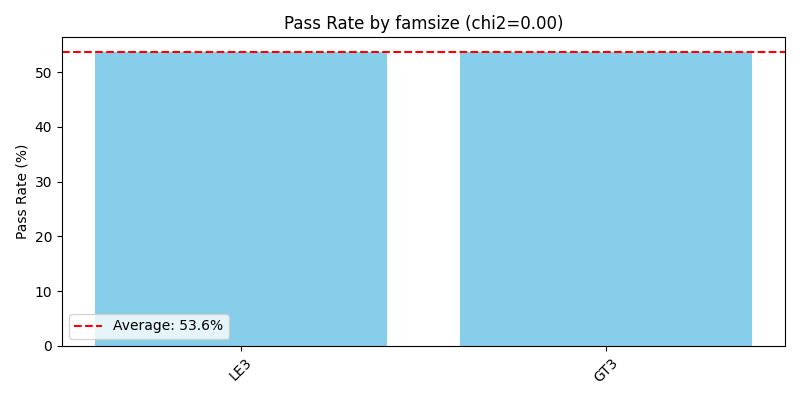 Pass Rate by famsize (chi2=0.00)
Pass Rate (%)
50
40
30
20
10
0
Average: 53.6%
LE3
GT3